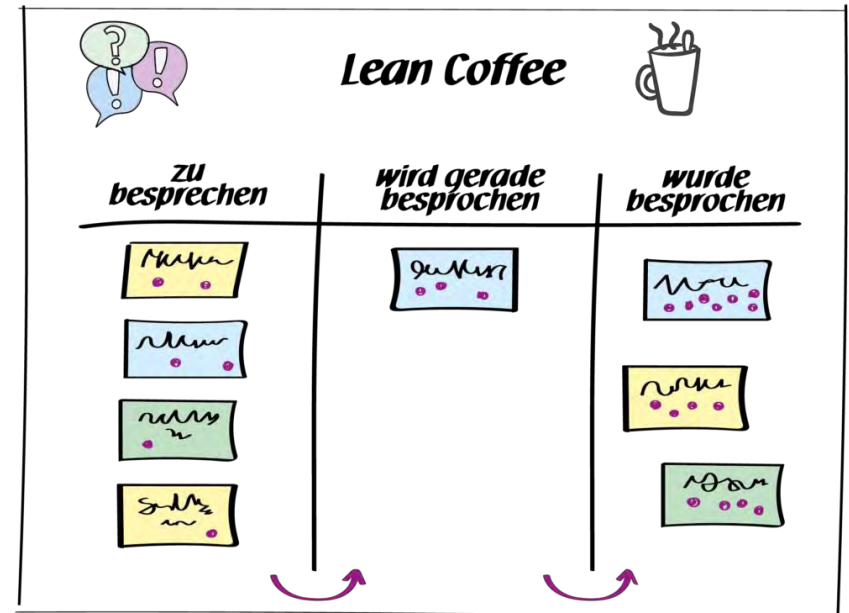 Lean Coffee
zu
besprechen
wird gerade
besprochen
wurde
besprochen